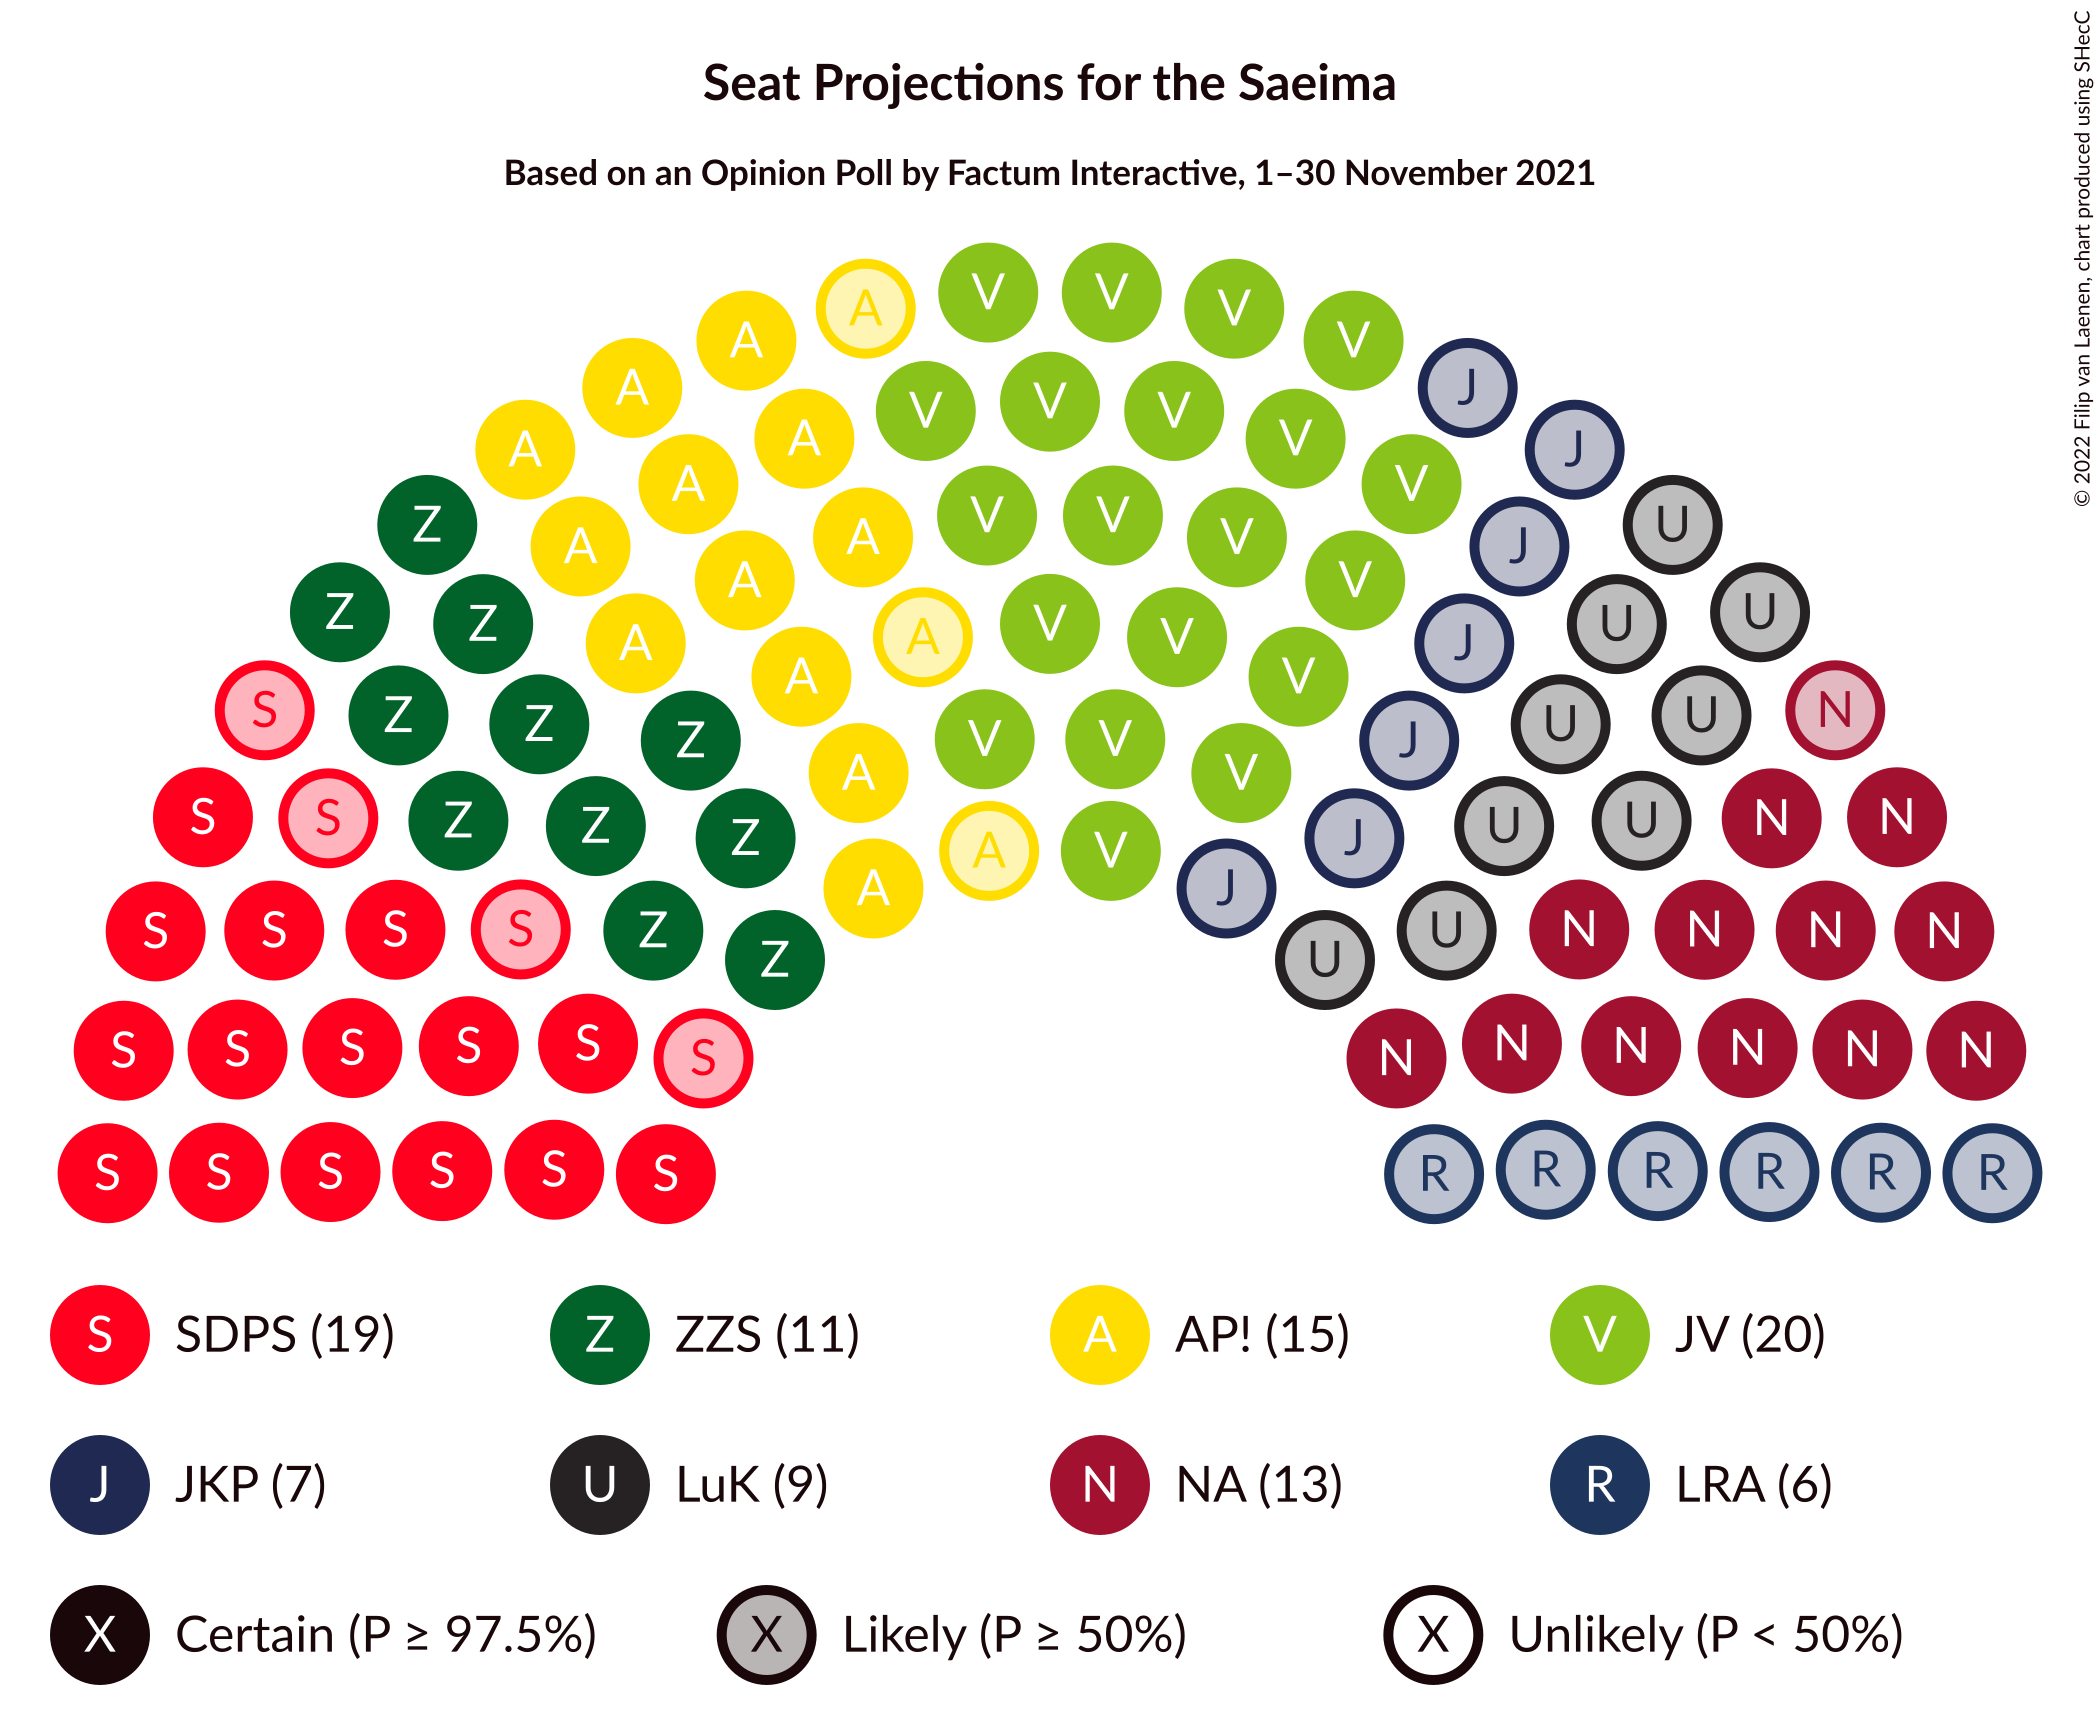 © 2022 Filip van Laenen, chart produced using SHecC
Seat Projections for the Saeima
Based on an Opinion Poll by Factum Interactive, 1–30 November 2021
A V V V
A V
A V V V J
A A V J
A V
Z A A V V V J U
A V
Z Z A A V V J U U
A V
S Z Z Z V V J U U N
A V
S S Z Z Z A V J U U N N
A J
S S S S Z Z U U N N N N
S S S S S S N N N N N N
S S S S S S R R R R R R
S SDPS (19) Z ZZS (11) A AP! (15) V JV (20)
J JKP (7) U LuK (9) N NA (13) R LRA (6)
X Certain (P ≥ 97.5%) X Likely (P ≥ 50%) X Unlikely (P < 50%)